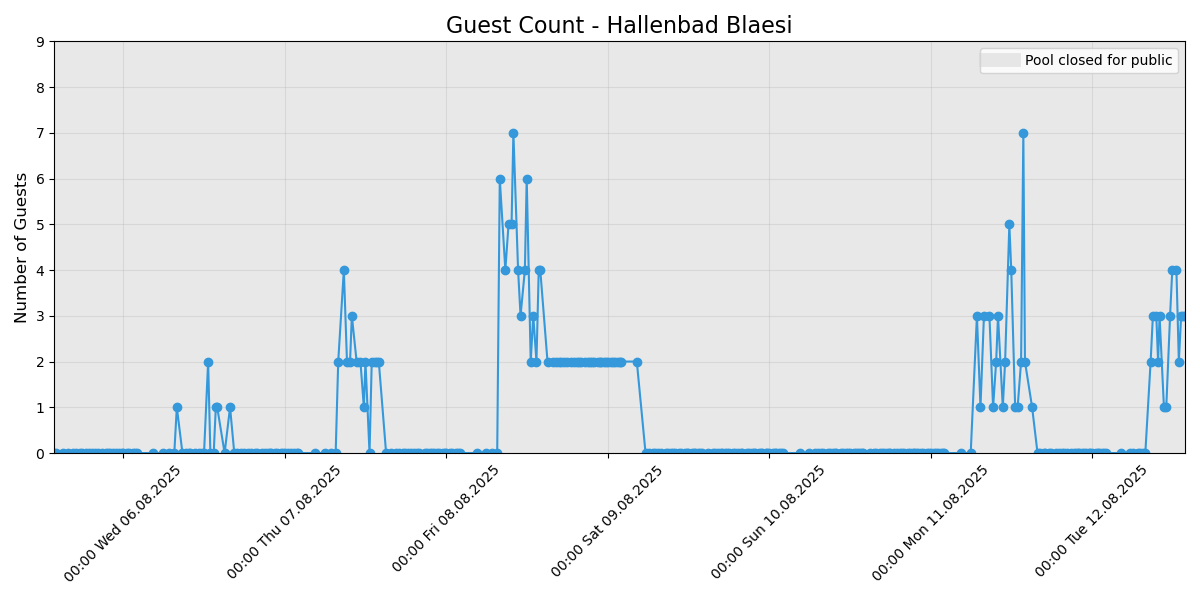 Guest Count - Hallenbad Blaesi
Pool closed for public
Number of Guests
9
8
7
6
5
4
3
2
1
0
00:00 Wed 06.08.2025
00:00 Thu 07.08.2025
00:00 Fri 08.08.2025
00:00 Sat 09.08.2025
00:00 Sun 10.08.2025
00:00 Mon 11.08.2025
00:00 Tue 12.08.2025